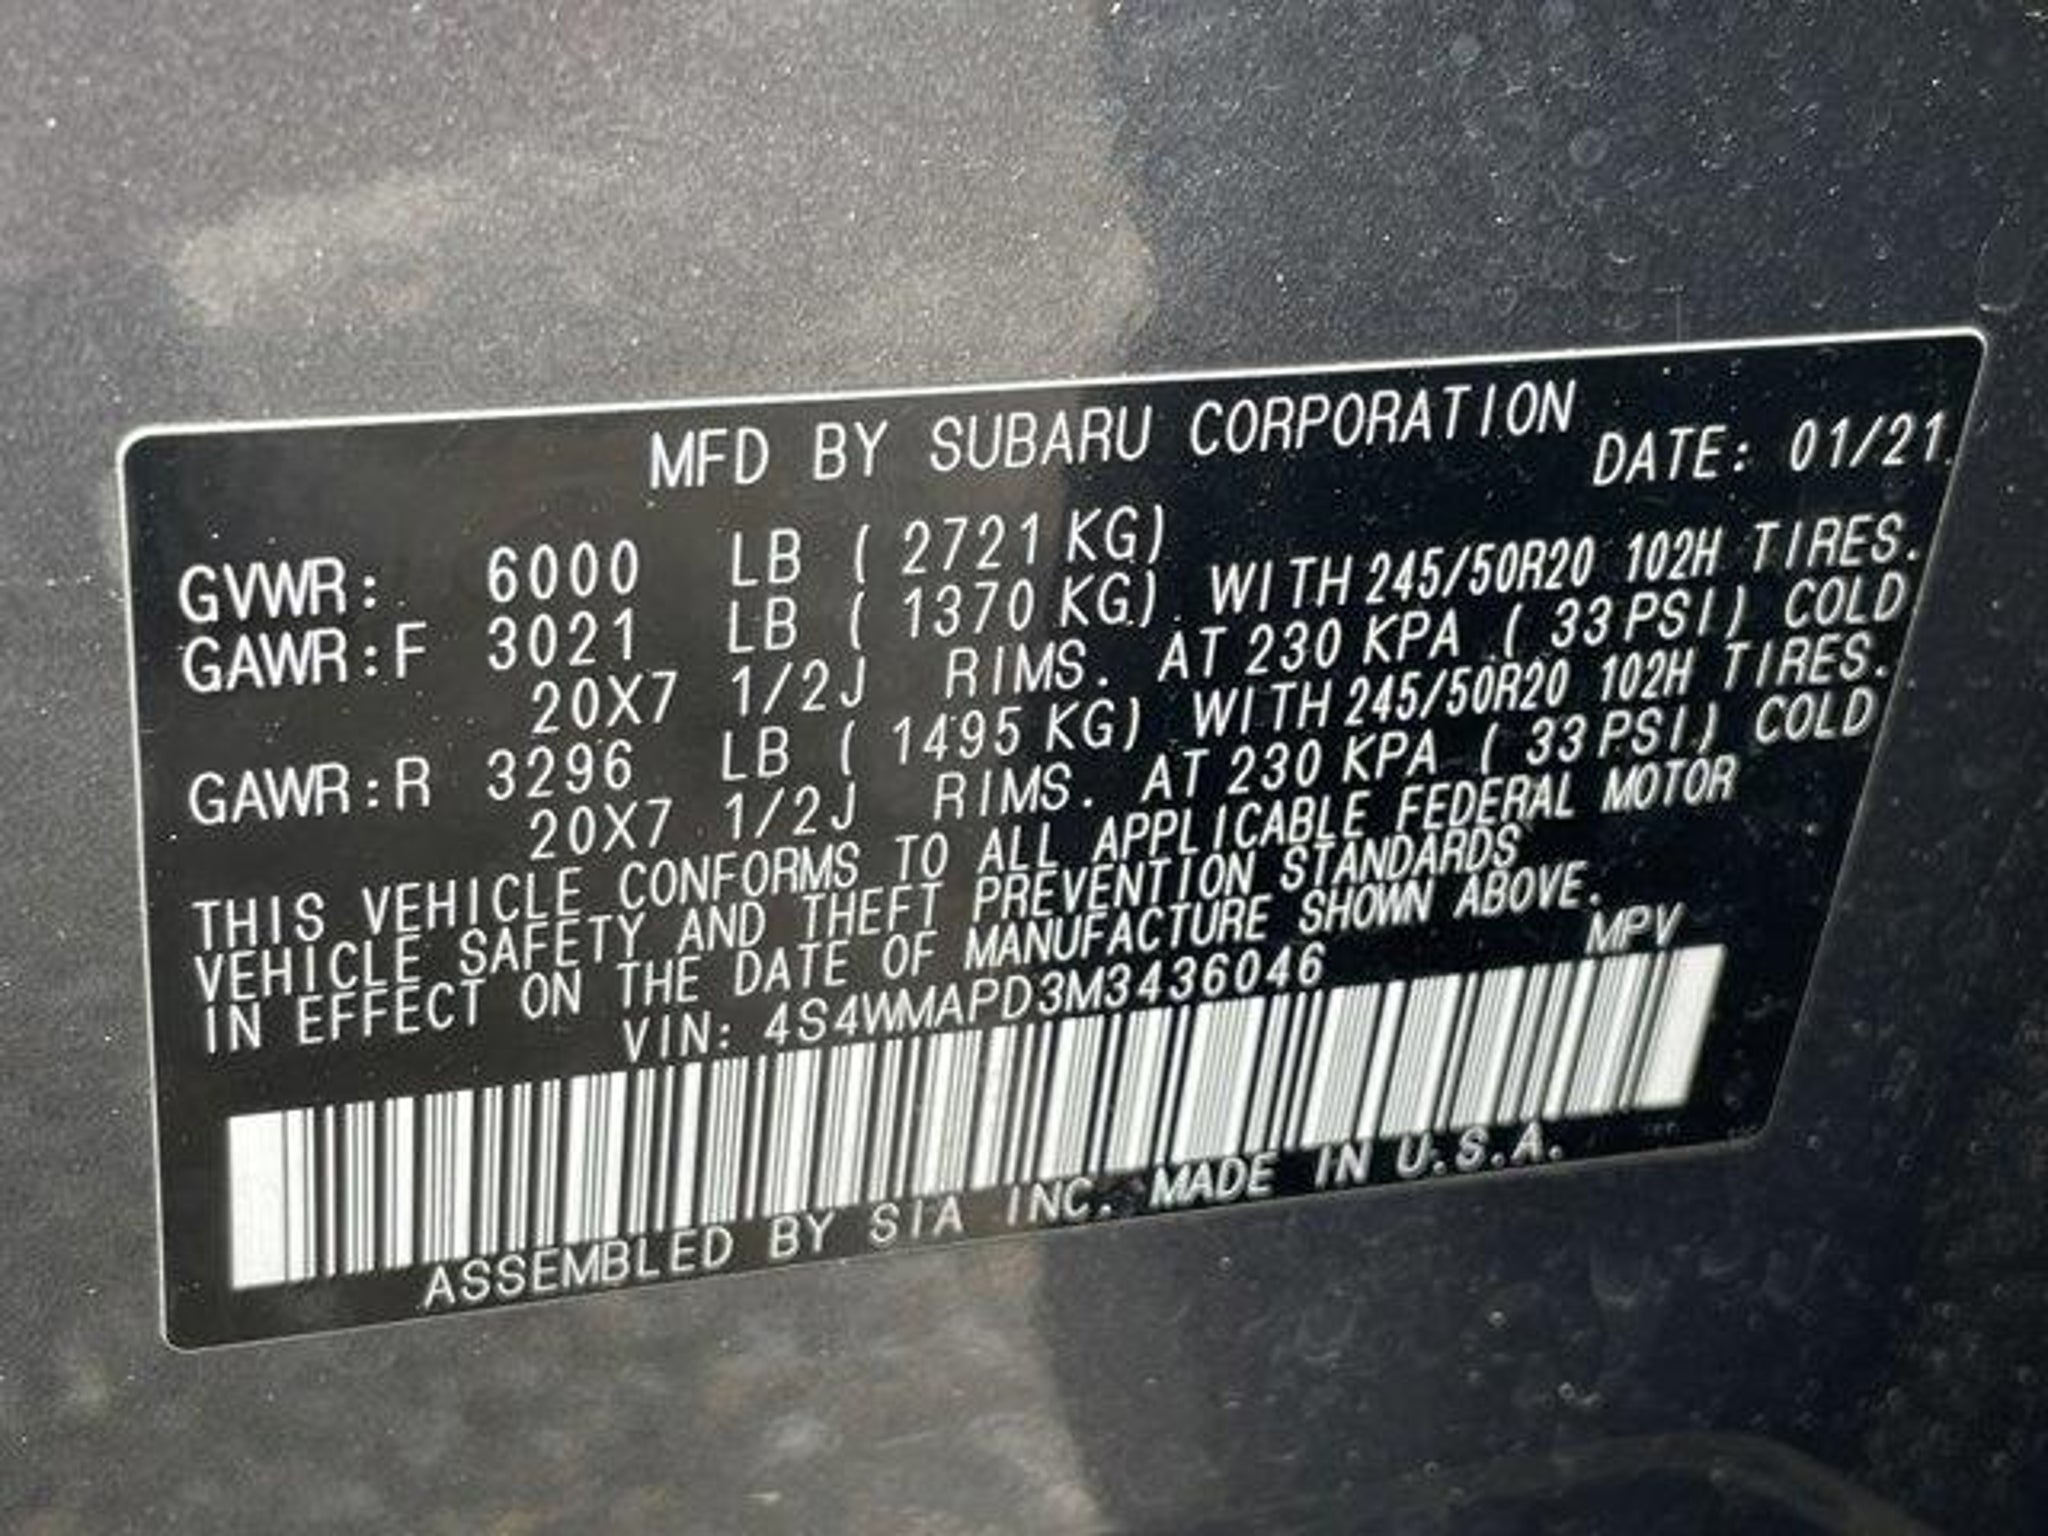 MFD BY SUBARU CORPORATION DATE: 01/21
GVWR: 6000 LB ( 2721 KG)
GAWR:F 3021 LB ( 1370 KG) WITH 245/50R20 102H TIRES.
20X7 1/2J RIMS. AT 230 KPA ( 33 PSI) COLD
GAWR:R 3296 LB ( 1495 KG) WITH 245/50R20 102H TIRES.
20X7 1/2J RIMS. AT 230 KPA ( 33 PSI) COLD
THIS VEHICLE CONFORMS TO ALL APPLICABLE FEDERAL MOTOR
VEHICLE SAFETY AND THEFT PREVENTION STANDARDS
IN EFFECT ON THE DATE OF MANUFACTURE SHOWN ABOVE.
VIN: 4S4WMAPD3M3436046 MPV
ASSEMBLED BY SIA INC. MADE IN U.S.A.